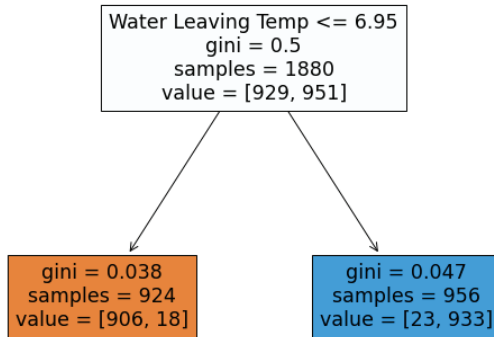 Water Leaving Temp <= 6.95
gini = 0.5
samples = 1880
value = [929, 951]
gini = 0.038
samples = 924
value = [906, 18]
gini = 0.047
samples = 956
value = [23, 933]